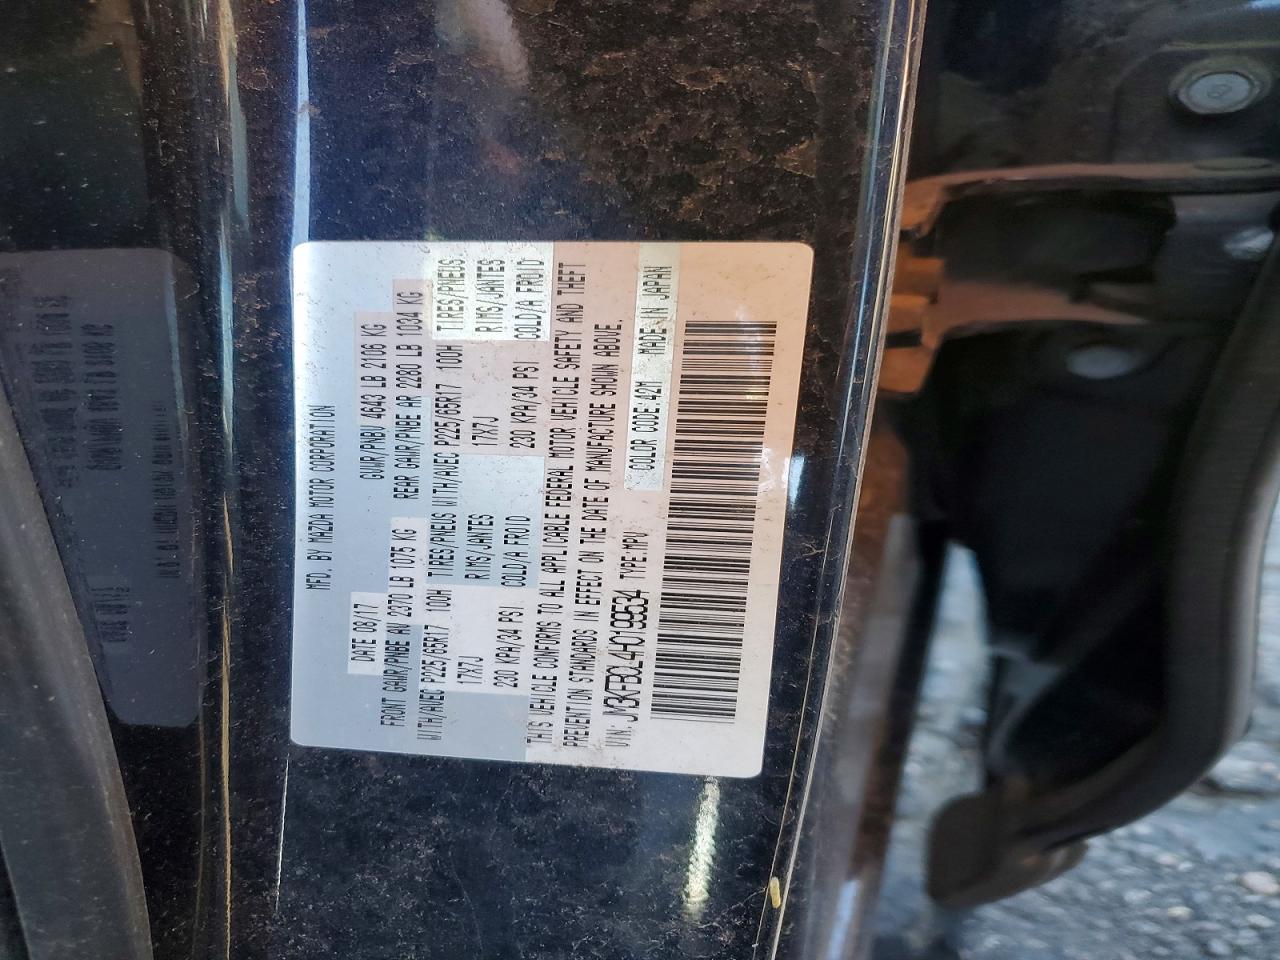 MFD. BY MAZDA MOTOR CORPORATION
DATE 08/17 GVWR/PNBV 4643 LB 2106 KG
FRONT GAWR/PNBE AV 2370 LB 1075 KG REAR GAWR/PNBE AR 2280 LB 1034 KG
WITH/AVEC P225/65R17 100H TIRES/PNEUS WITH/AVEC P225/65R17 100H TIRES/PNEUS
17X7J RIMS/JANTES 17X7J RIMS/JANTES
230 KPA/34 PSI COLD/A FROID 230 KPA/34 PSI COLD/A FROID
THIS VEHICLE CONFORMS TO ALL APPLICABLE FEDERAL MOTOR VEHICLE SAFETY AND THEFT
PREVENTION STANDARDS IN EFFECT ON THE DATE OF MANUFACTURE SHOWN ABOVE.
VIN: JM3KFBCL4H0199534 TYPE:MPV COLOR CODE:42M MADE IN JAPAN